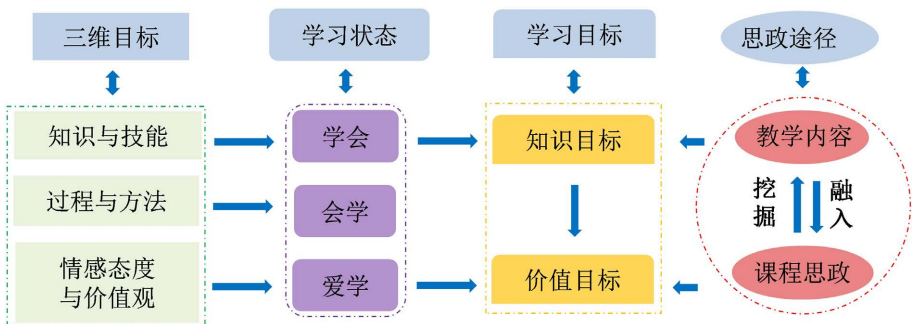 三维目标
学习状态
学习目标
思政途径
知识与技能
学会
知识目标
教学内容
过程与方法
会学
挖掘
融入
情感态度
与价值观
爱学
价值目标
课程思政